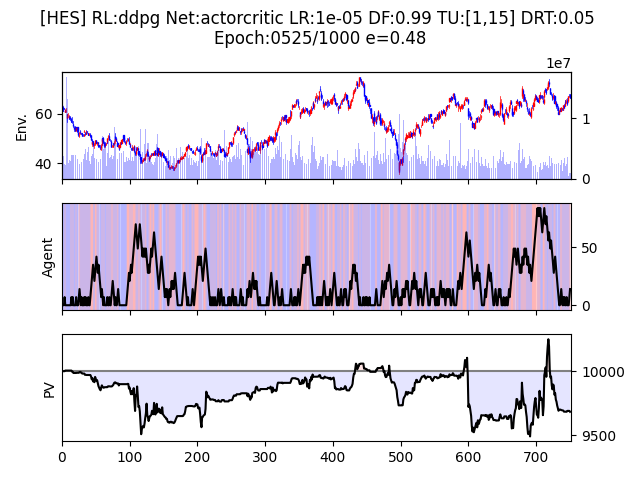 [HES] RL:ddpg Net:actorcritic LR:1e-05 DF:0.99 TU:[1,15] DRT:0.05
Epoch:0525/1000 e=0.48
1e7
Env.
60
40
1
0
Agent
50
0
PV
10000
9500
0 100 200 300 400 500 600 700